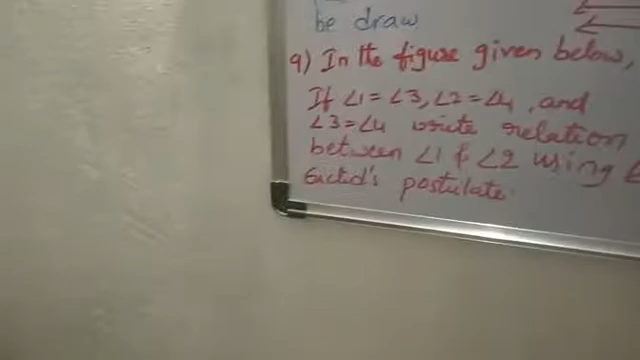 be draw
9) In the figure given below,
If ∠1 = ∠3, ∠2 = ∠4, and
∠3 = ∠4 write relation
between ∠1 & ∠2 using
Euclid's postulate.